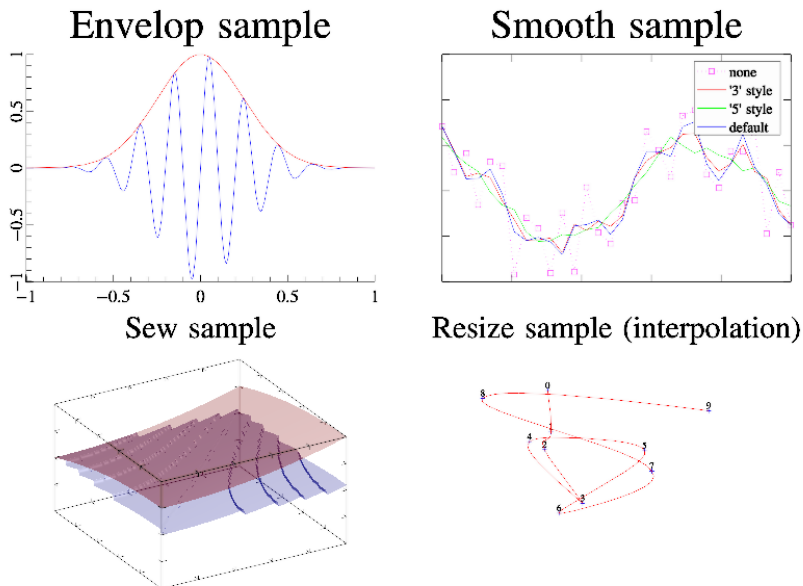 Envelop sample
Smooth sample
1
0.5
0
−0.5
−1
−1
−0.5
0
0.5
1
none
'3' style
'5' style
default
Sew sample
Resize sample (interpolation)
0
8
9
1
4
2
5
7
3
6